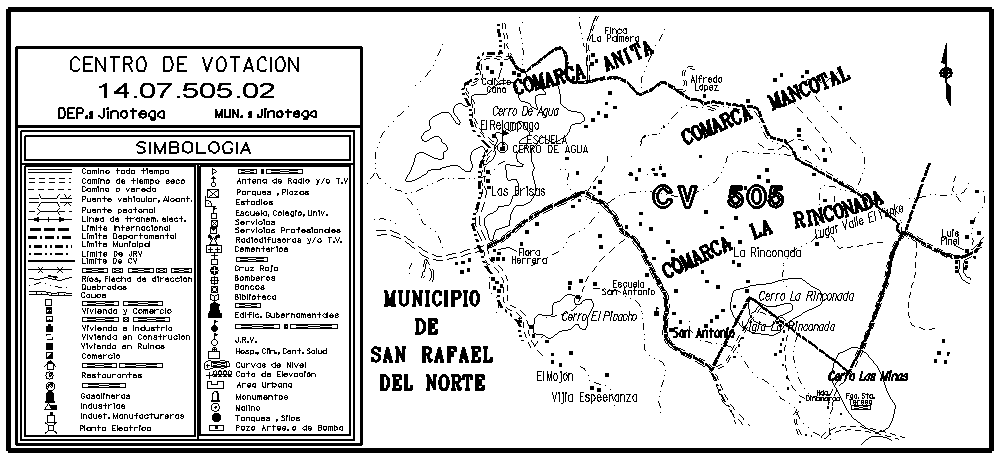 CENTRO DE VOTACION
14.07.505.02
DEP.: Jinotega MUN.: Jinotega
SIMBOLOGIA
Camino todo tiempo
Camino de tiempo seco
Camino o vereda
Puente vehicular, Alcant.
Puente peatonal
Linea de transm. elect.
Limite Internacional
Limite Departamental
Limite Municipal
Limite De JRV
Limite De CV
Rios, Flecha de direccion
Quebradas
Cauce
Vivienda y Comercio
Vivienda e Industria
Vivienda en Construcion
Vivienda en Ruinas
Comercio
Restaurantes
Gasolineras
Industrias
Indust. Manufactureras
Planta Electrica
Antena de Radio y/o T.V
Parques, Plazas
Estadios
Escuela, Colegio, Univ.
Servicios
Servicios Profesionales
Radiodifusoras y/o T.V.
Cementerios
Cruz Roja
Bomberos
Bancos
Biblioteca
Edific. Gubernamentales
J.R.V.
Hosp., Clin., Cent. Salud
Curvas de Nivel
Cota de Elevación
Area Urbana
Monumentos
Molino
Tanques, Silos
Pozo Artes. o de Bomba
Finca
La Palmera
COMARCA ANITA
Alfredo
Lopez
COMARCA MANCOTAL
Cerro De Agua
El Relampago
ESCUELA
CERRO DE AGUA
Las Brisas
CV 505
COMARCA LA RINCONADA
Lugar Valle El Yunke
Luis
Pinel
Flora
Herrera
La Rinconada
Escuela
San Antonio
Cerro La Rinconada
Vigia La Rinconada
Cerro El Picacho
San Antonio
MUNICIPIO
DE
SAN RAFAEL
DEL NORTE
El Mojon
Vijia Esperanza
Cerro Las Minas
Hda.
Dinamarca
Fca. Sta.
Teresa